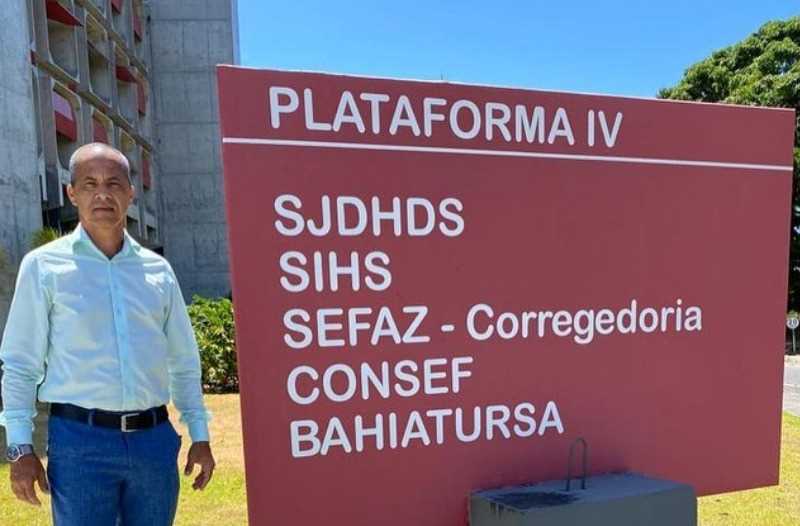 PLATAFORMA IV
SJDHDS
SIHS
SEFAZ - Corregedoria
CONSEF
BAHIATURSA